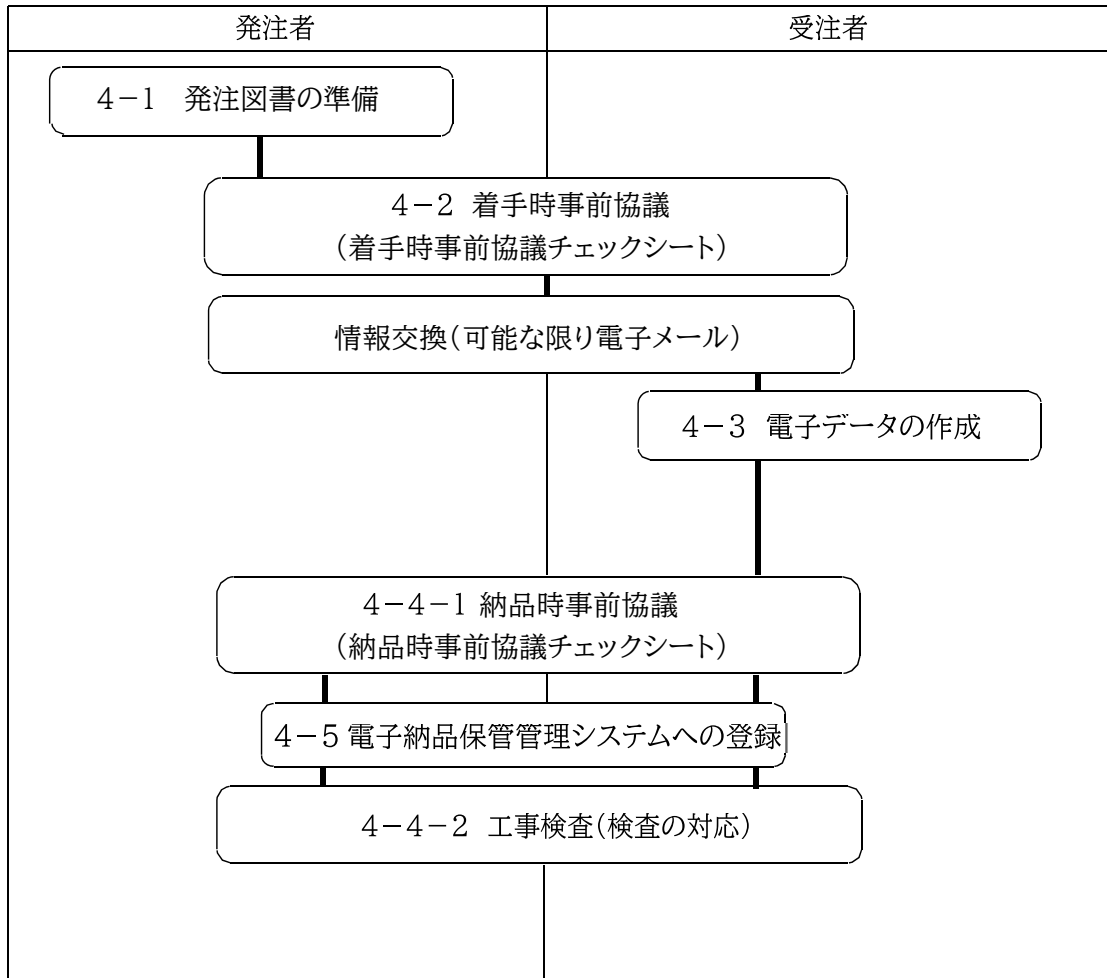 発注者
受注者
4－1　発注図書の準備
4－2 着手時事前協議
（着手時事前協議チェックシート）
情報交換（可能な限り電子メール）
4－3 電子データの作成
4－4－1 納品時事前協議
（納品時事前協議チェックシート）
4－5 電子納品保管管理システムへの登録
4－4－2 工事検査（検査の対応）